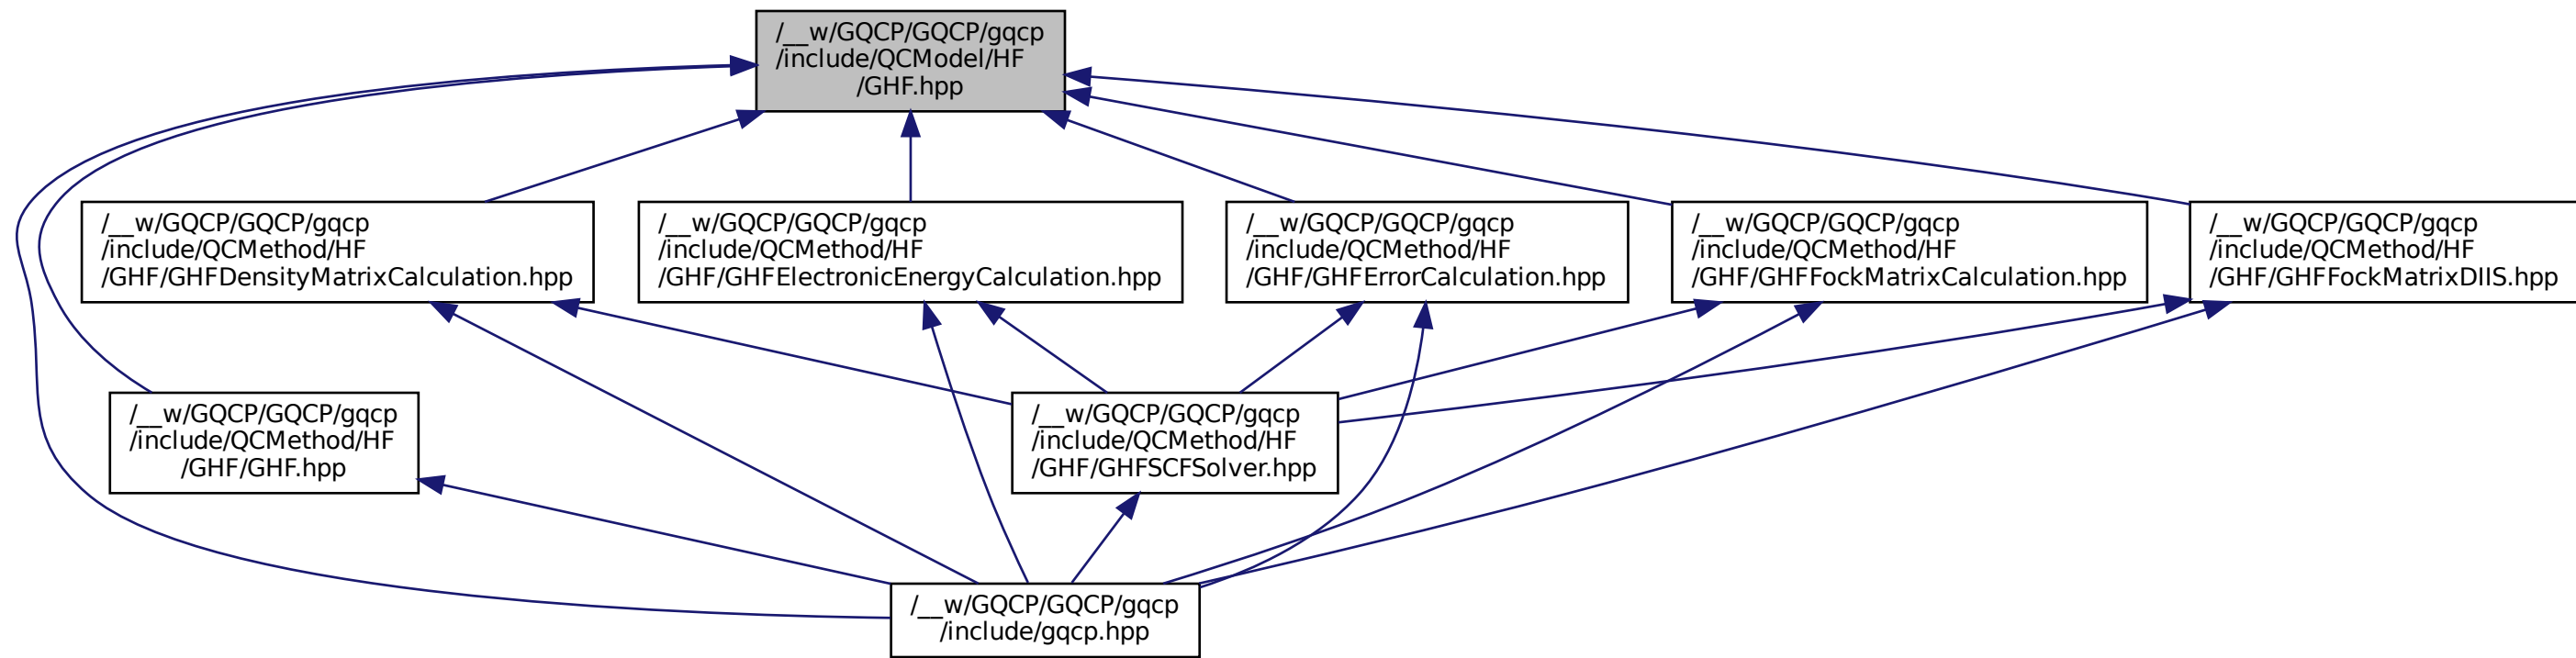 /__w/GQCP/GQCP/gqcp
/include/QCModel/HF
/GHF.hpp
/__w/GQCP/GQCP/gqcp
/include/QCMethod/HF
/GHF/GHFDensityMatrixCalculation.hpp
/__w/GQCP/GQCP/gqcp
/include/QCMethod/HF
/GHF/GHFElectronicEnergyCalculation.hpp
/__w/GQCP/GQCP/gqcp
/include/QCMethod/HF
/GHF/GHFErrorCalculation.hpp
/__w/GQCP/GQCP/gqcp
/include/QCMethod/HF
/GHF/GHFFockMatrixCalculation.hpp
/__w/GQCP/GQCP/gqcp
/include/QCMethod/HF
/GHF/GHFFockMatrixDIIS.hpp
/__w/GQCP/GQCP/gqcp
/include/QCMethod/HF
/GHF/GHF.hpp
/__w/GQCP/GQCP/gqcp
/include/QCMethod/HF
/GHF/GHFSCFSolver.hpp
/__w/GQCP/GQCP/gqcp
/include/gqcp.hpp